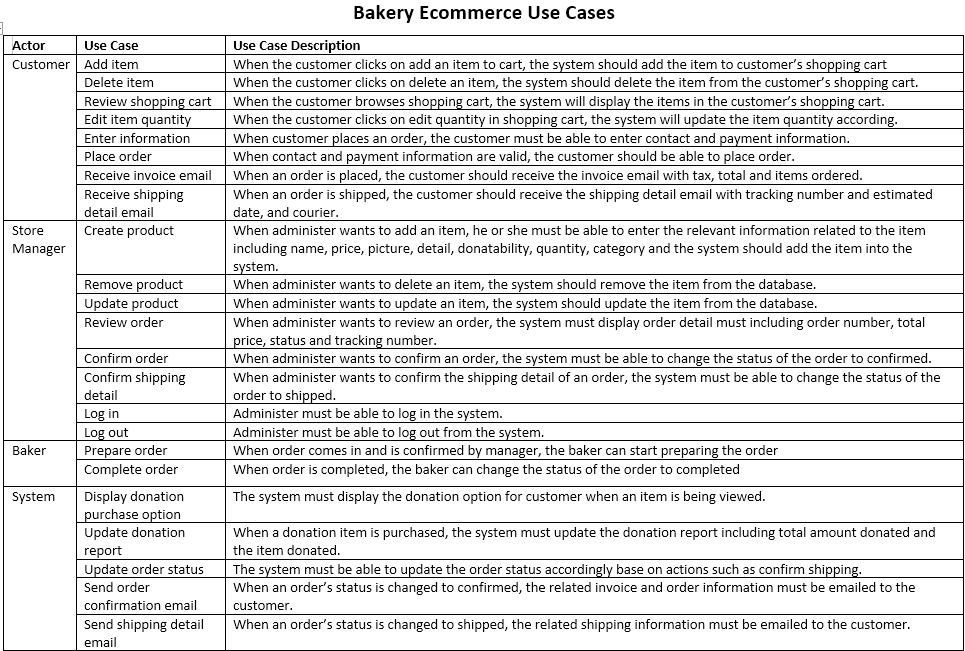 Bakery Ecommerce Use Cases
Actor Use Case Use Case Description
Customer Add item When the customer clicks on add an item to cart, the system should add the item to customer's shopping cart
Delete item When the customer clicks on delete an item, the system should delete the item from the customer's shopping cart.
Review shopping cart When the customer browses shopping cart, the system will display the items in the customer's shopping cart.
Edit item quantity When the customer clicks on edit quantity in shopping cart, the system will update the item quantity according.
Enter information When customer places an order, the customer must be able to enter contact and payment information.
Place order When contact and payment information are valid, the customer should be able to place order.
Receive invoice email When an order is placed, the customer should receive the invoice email with tax, total and items ordered.
Receive shipping When an order is shipped, the customer should receive the shipping detail email with tracking number and estimated
detail email date, and courier.
Store Create product When administer wants to add an item, he or she must be able to enter the relevant information related to the item
Manager including name, price, picture, detail, donatability, quantity, category and the system should add the item into the
system.
Remove product When administer wants to delete an item, the system should remove the item from the database.
Update product When administer wants to update an item, the system should update the item from the database.
Review order When administer wants to review an order, the system must display order detail must including order number, total
price, status and tracking number.
Confirm order When administer wants to confirm an order, the system must be able to change the status of the order to confirmed.
Confirm shipping When administer wants to confirm the shipping detail of an order, the system must be able to change the status of the
detail order to shipped.
Log in Administer must be able to log in the system.
Log out Administer must be able to log out from the system.
Baker Prepare order When order comes in and is confirmed by manager, the baker can start preparing the order
Complete order When order is completed, the baker can change the status of the order to completed
System Display donation The system must display the donation option for customer when an item is being viewed.
purchase option
Update donation When a donation item is purchased, the system must update the donation report including total amount donated and
report the item donated.
Update order status The system must be able to update the order status accordingly base on actions such as confirm shipping.
Send order When an order's status is changed to confirmed, the related invoice and order information must be emailed to the
confirmation email customer.
Send shipping detail When an order's status is changed to shipped, the related shipping information must be emailed to the customer.
email